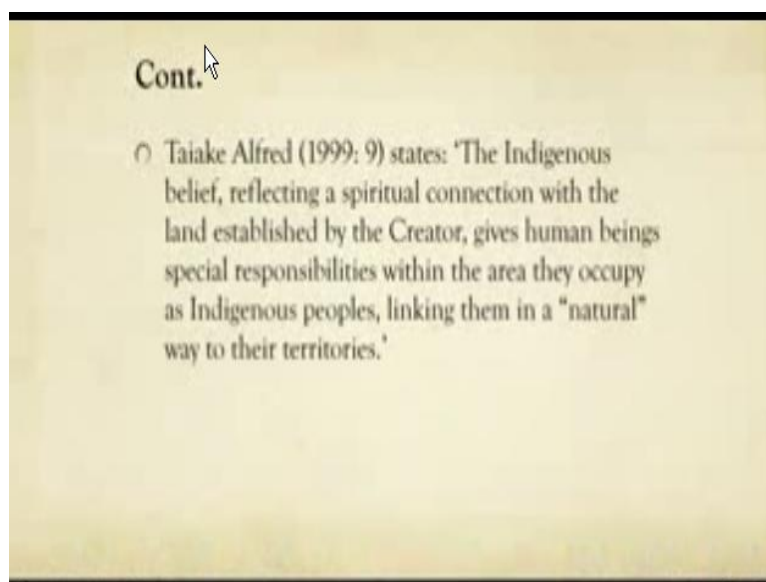 Cont.
Taiake Alfred (1999: 9) states: 'The Indigenous
belief, reflecting a spiritual connection with the
land established by the Creator, gives human beings
special responsibilities within the area they occupy
as Indigenous peoples, linking them in a "natural"
way to their territories.'